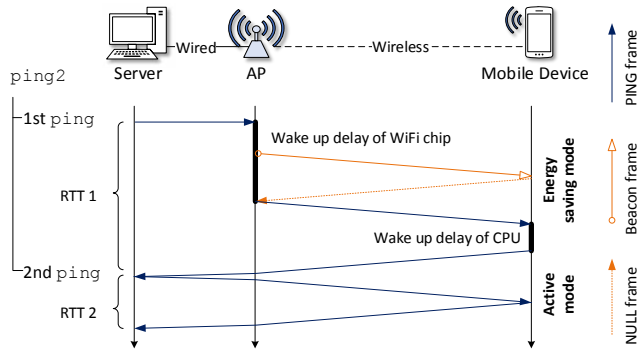 Wired
Wireless
Server
AP
Mobile Device
ping2
1st ping
Wake up delay of WiFi chip
RTT 1
Wake up delay of CPU
2nd ping
RTT 2
Energy
saving mode
Active
mode
PING frame
Beacon frame
NULL frame